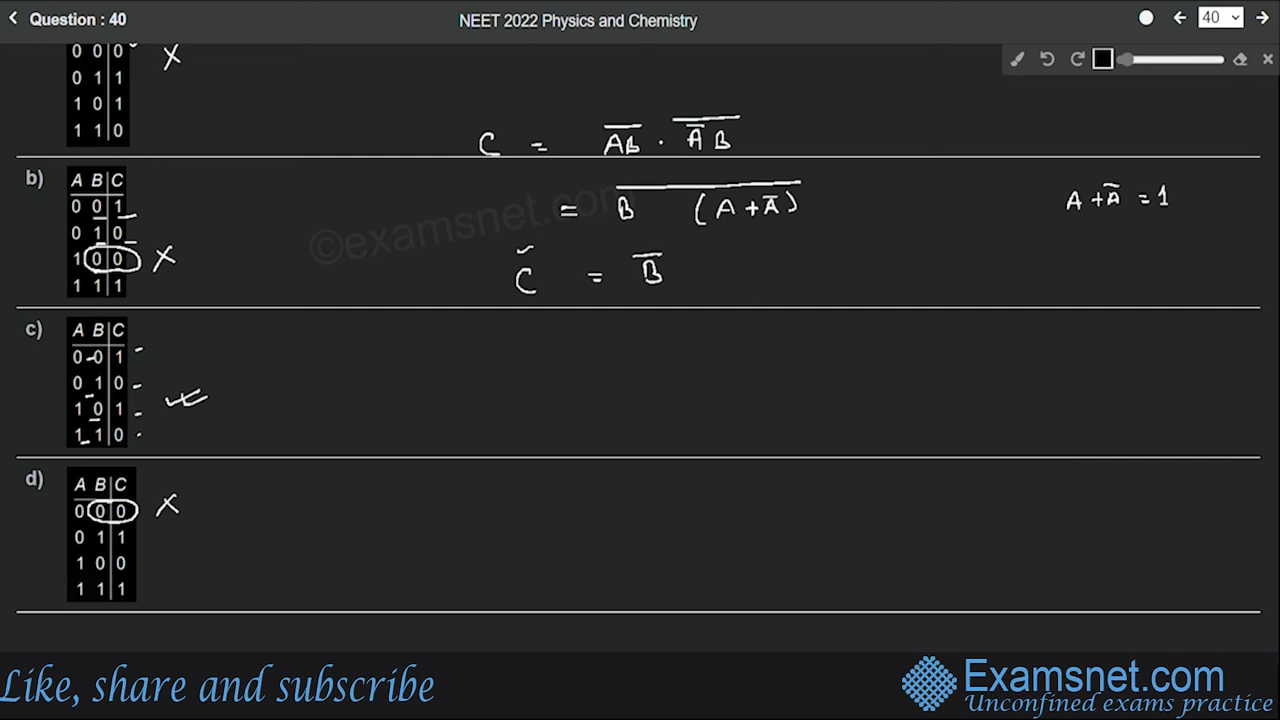 Question : 40
NEET 2022 Physics and Chemistry
40
0 0 0
0 1 1
1 0 1
1 1 0
X
C = A̅B̅ . \overline{A̅ B}
b)
A B C
0 0 1
0 1 0
1 0 0
1 1 1
X
= \overline{B (A + A̅)}
A + A̅ = 1
C = B̅
©examsnet.com
c)
A B C
0 0 1
0 1 0
1 0 1
1 1 0
d)
A B C
0 0 0
0 1 1
1 0 0
1 1 1
X
Like, share and subscribe
Examsnet.com
Unconfined exams practice